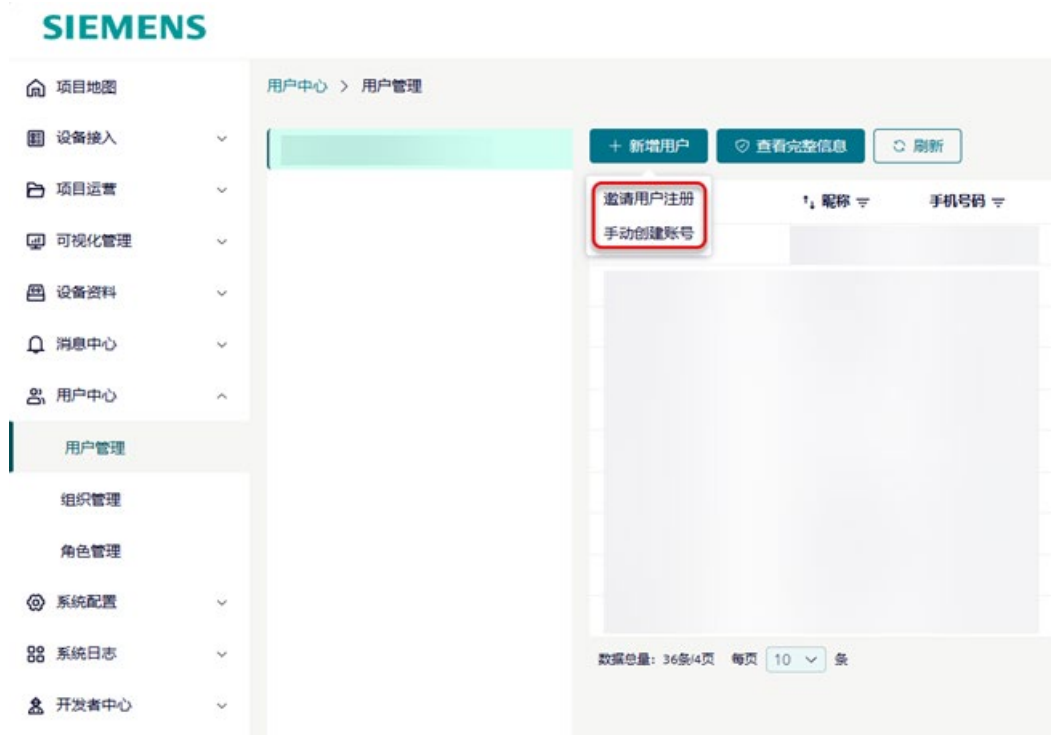 SIEMENS
项目地图
设备接入
项目运营
可视化管理
设备资料
消息中心
用户中心
用户管理
组织管理
角色管理
系统配置
系统日志
开发者中心
用户中心 > 用户管理
+ 新增用户 查看完整信息 刷新
邀请用户注册
手动创建账号
昵称 手机号码
数据总量: 36条/4页 每页 10 条